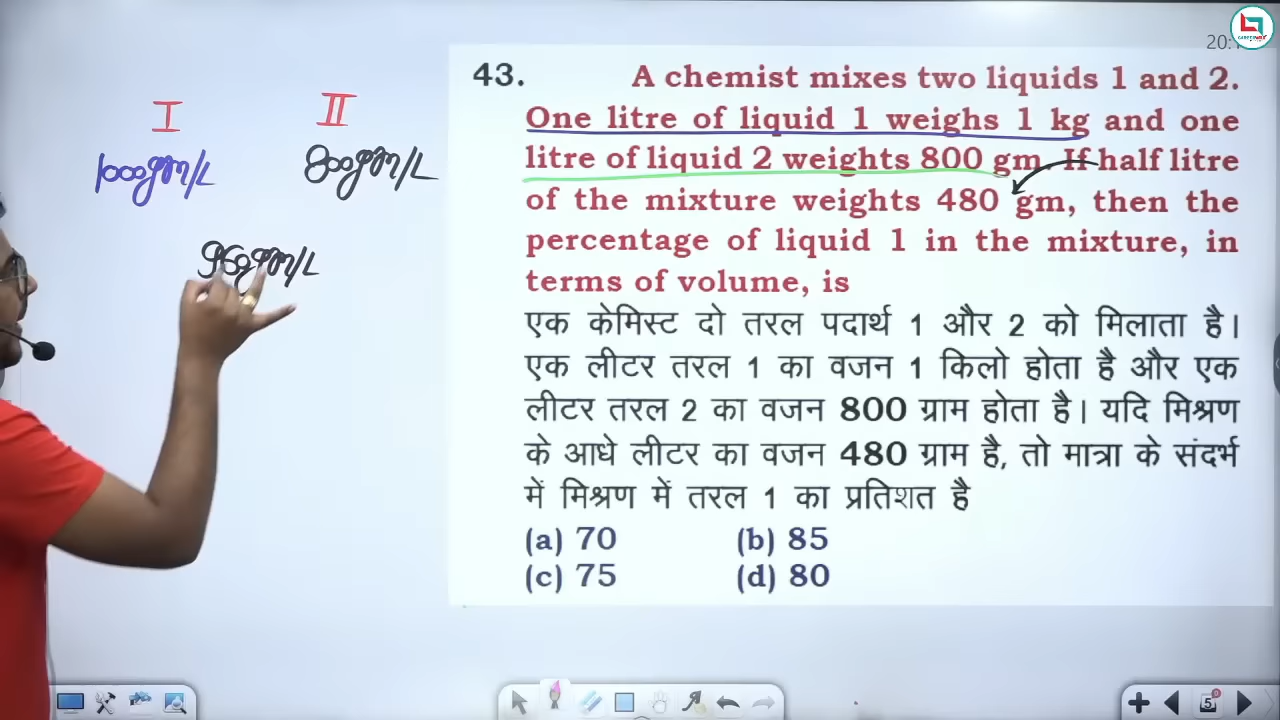 20:
43. A chemist mixes two liquids 1 and 2.
One litre of liquid 1 weighs 1 kg and one
litre of liquid 2 weights 800 gm. If half litre
of the mixture weights 480 gm, then the
percentage of liquid 1 in the mixture, in
terms of volume, is
एक केमिस्ट दो तरल पदार्थ 1 और 2 को मिलाता है।
एक लीटर तरल 1 का वजन 1 किलो होता है और एक
लीटर तरल 2 का वजन 800 ग्राम होता है। यदि मिश्रण
के आधे लीटर का वजन 480 ग्राम है, तो मात्रा के संदर्भ
में मिश्रण में तरल 1 का प्रतिशत है
(a) 70 (b) 85
(c) 75 (d) 80
I II
1000gm/L 800gm/L
960gm/L
5